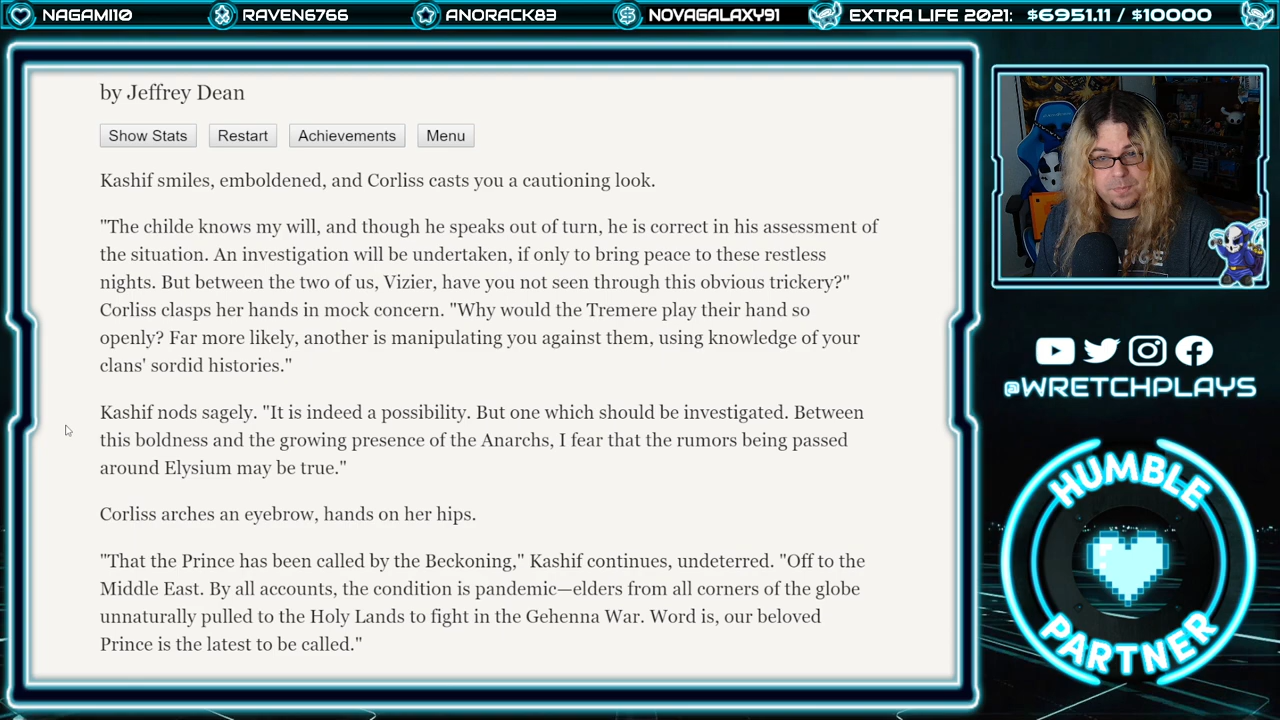 NAGAMI10
RAVEN6766
ANORACK83
NOVAGALAXY91
EXTRA LIFE 2021: $6951.11 / $10000
by Jeffrey Dean
Show Stats
Restart
Achievements
Menu
Kashif smiles, emboldened, and Corliss casts you a cautioning look.
"The childe knows my will, and though he speaks out of turn, he is correct in his assessment of
the situation. An investigation will be undertaken, if only to bring peace to these restless
nights. But between the two of us, Vizier, have you not seen through this obvious trickery?"
Corliss clasps her hands in mock concern. "Why would the Tremere play their hand so
openly? Far more likely, another is manipulating you against them, using knowledge of your
clans' sordid histories."
Kashif nods sagely. "It is indeed a possibility. But one which should be investigated. Between
this boldness and the growing presence of the Anarchs, I fear that the rumors being passed
around Elysium may be true."
Corliss arches an eyebrow, hands on her hips.
"That the Prince has been called by the Beckoning," Kashif continues, undeterred. "Off to the
Middle East. By all accounts, the condition is pandemic—elders from all corners of the globe
unnaturally pulled to the Holy Lands to fight in the Gehenna War. Word is, our beloved
Prince is the latest to be called."
@WRETCHPLAYS
HUMBLE
PARTNER